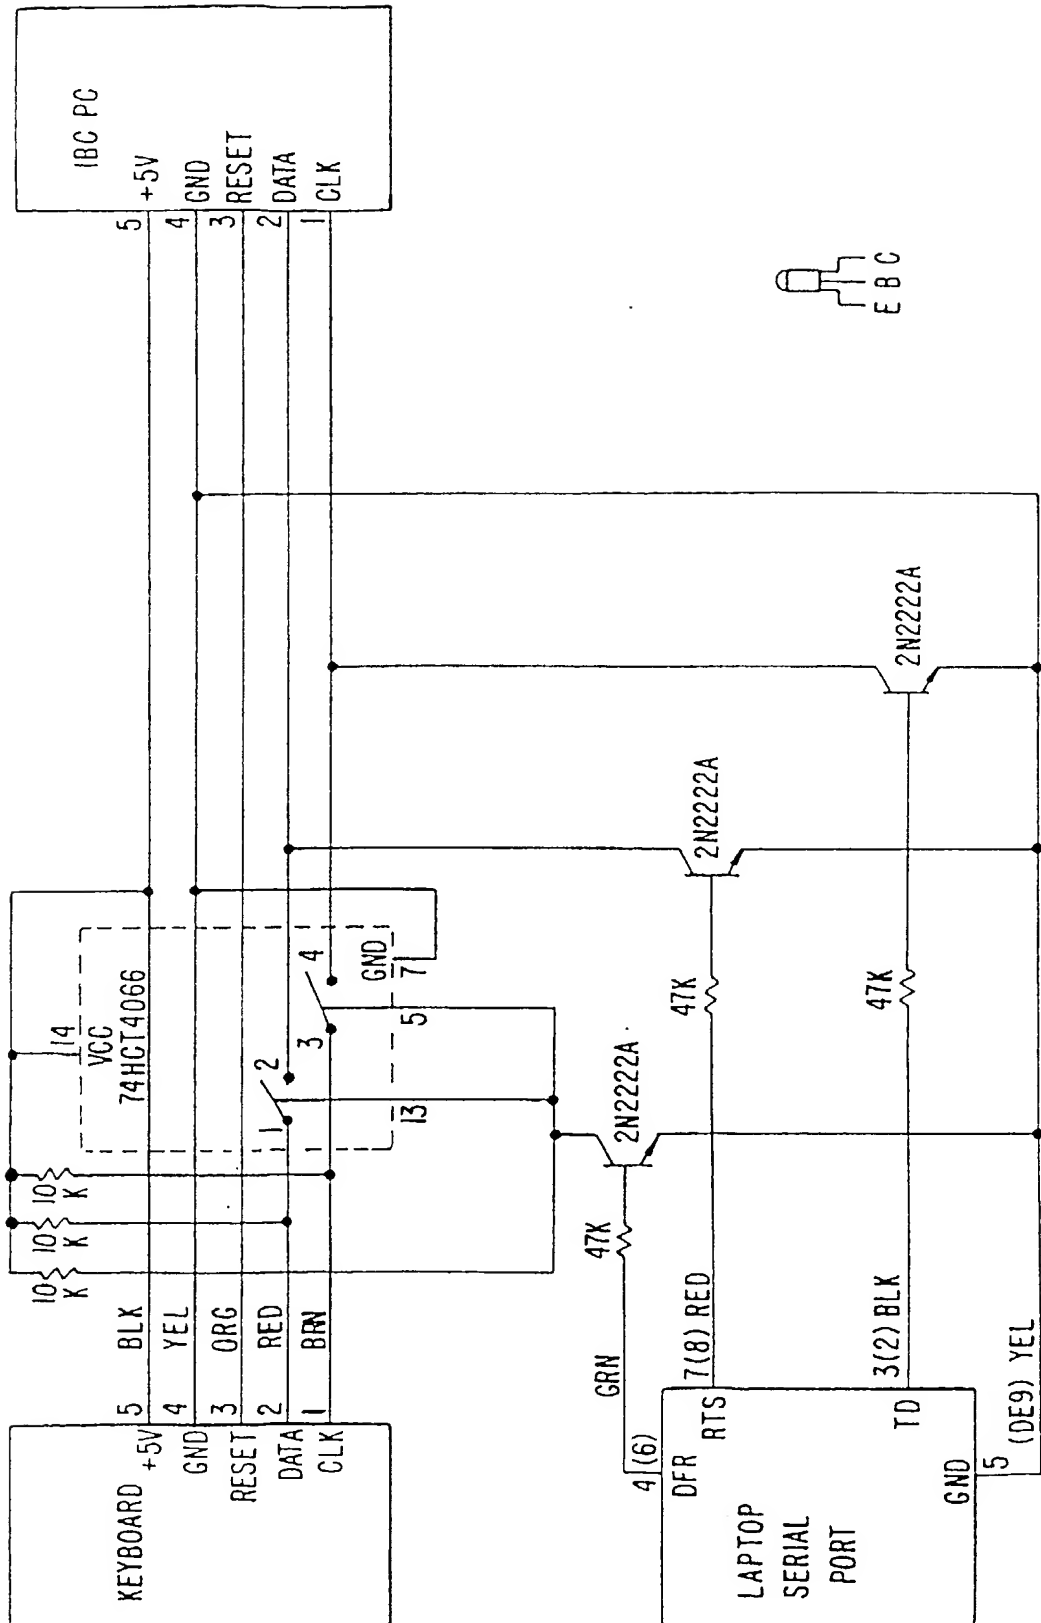 IBC PC
5 +5V
4 GND
3 RESET
2 DATA
1 CLK
14
VCC
74HCT4066
1 2
3 4
GND
7
5
13
10
K
10
K
10
K
KEYBOARD
+5V 5 BLK
GND 4 YEL
RESET 3 ORG
DATA 2 RED
CLK 1 BRN
E B C
2N2222A
2N2222A
2N2222A
47K
47K
47K
GRN
4 (6)
DFR
RTS 7(8) RED
TD 3(2) BLK
GND 5 (DE9) YEL
LAPTOP
SERIAL
PORT